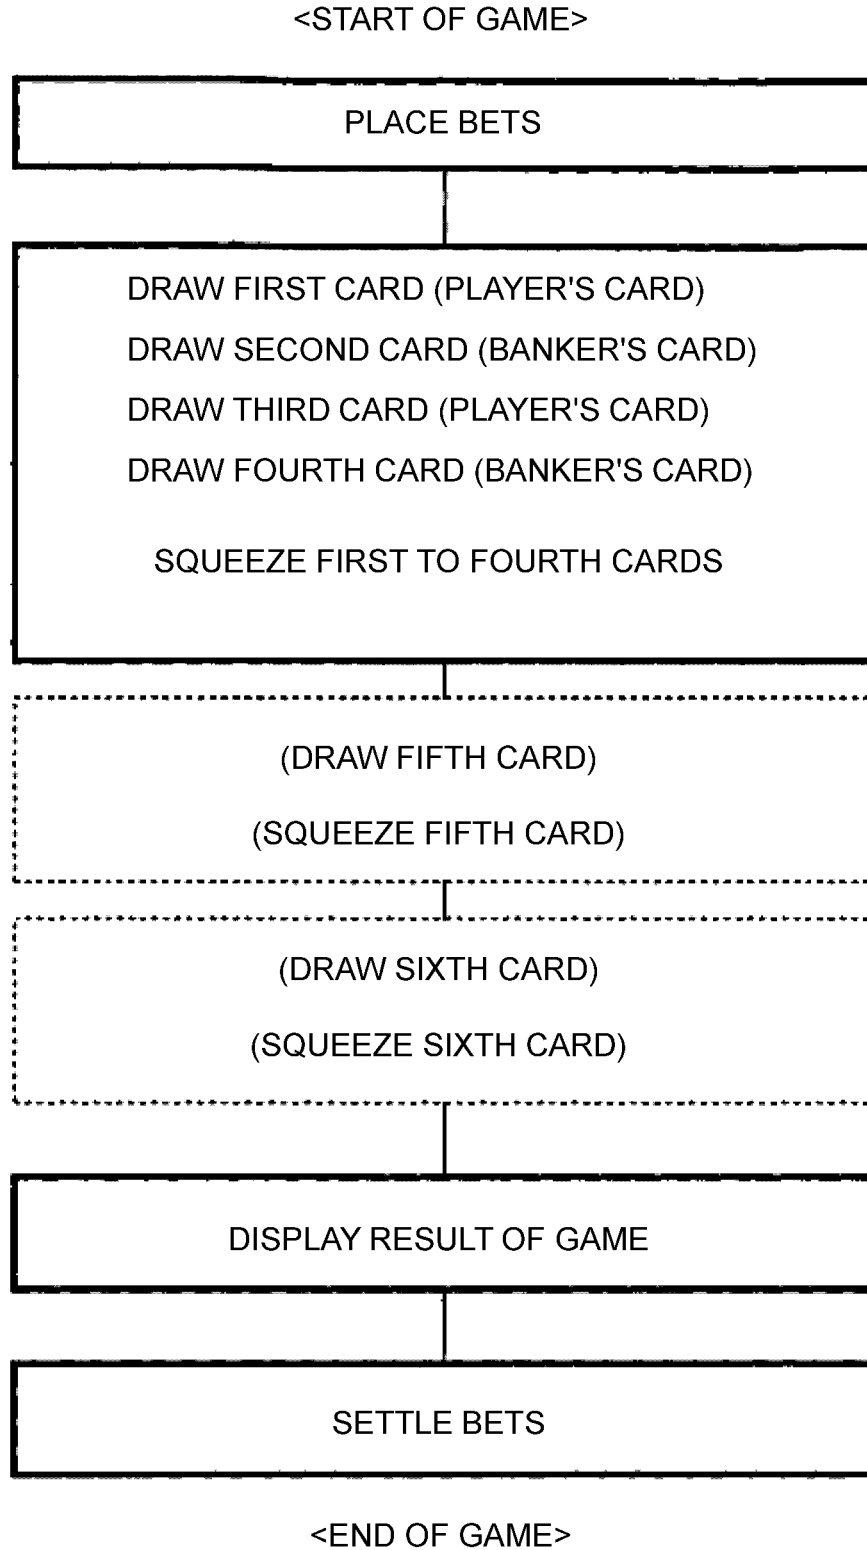 <START OF GAME>
PLACE BETS
DRAW FIRST CARD (PLAYER'S CARD)
DRAW SECOND CARD (BANKER'S CARD)
DRAW THIRD CARD (PLAYER'S CARD)
DRAW FOURTH CARD (BANKER'S CARD)
SQUEEZE FIRST TO FOURTH CARDS
(DRAW FIFTH CARD)
(SQUEEZE FIFTH CARD)
(DRAW SIXTH CARD)
(SQUEEZE SIXTH CARD)
DISPLAY RESULT OF GAME
SETTLE BETS
<END OF GAME>